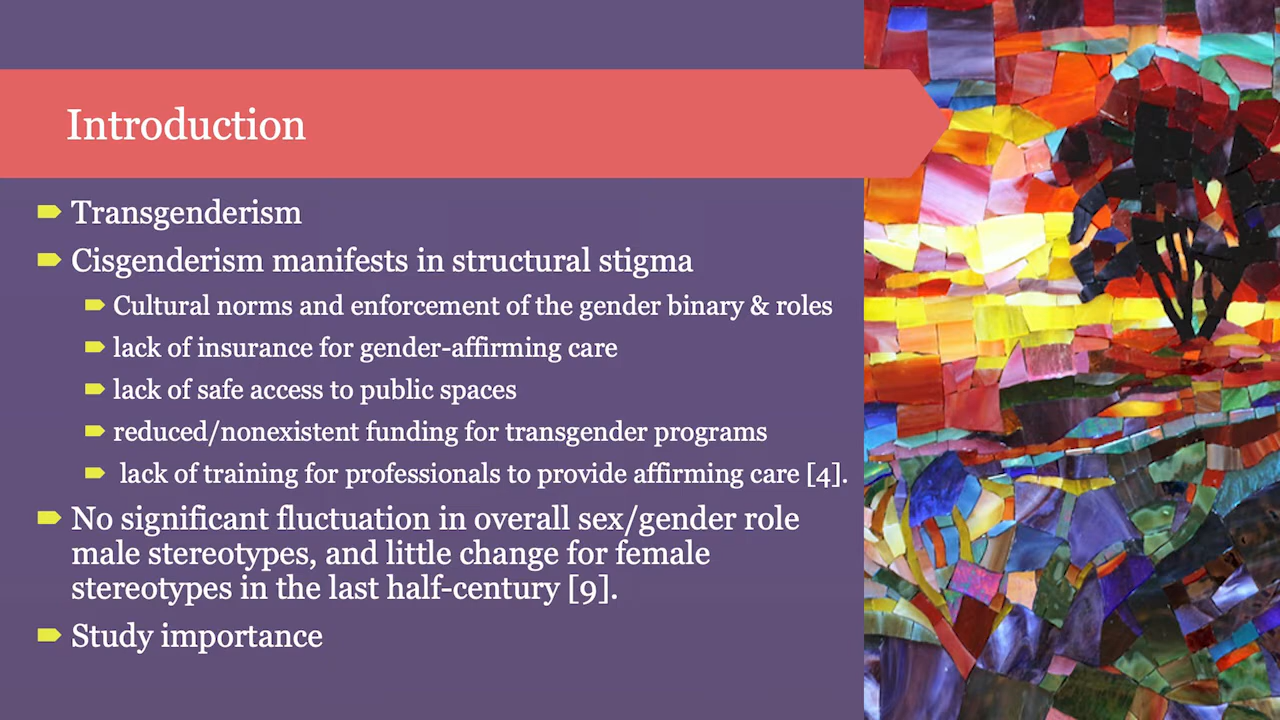 Introduction
Transgenderism
Cisgenderism manifests in structural stigma
Cultural norms and enforcement of the gender binary & roles
lack of insurance for gender-affirming care
lack of safe access to public spaces
reduced/nonexistent funding for transgender programs
lack of training for professionals to provide affirming care [4].
No significant fluctuation in overall sex/gender role
male stereotypes, and little change for female
stereotypes in the last half-century [9].
Study importance